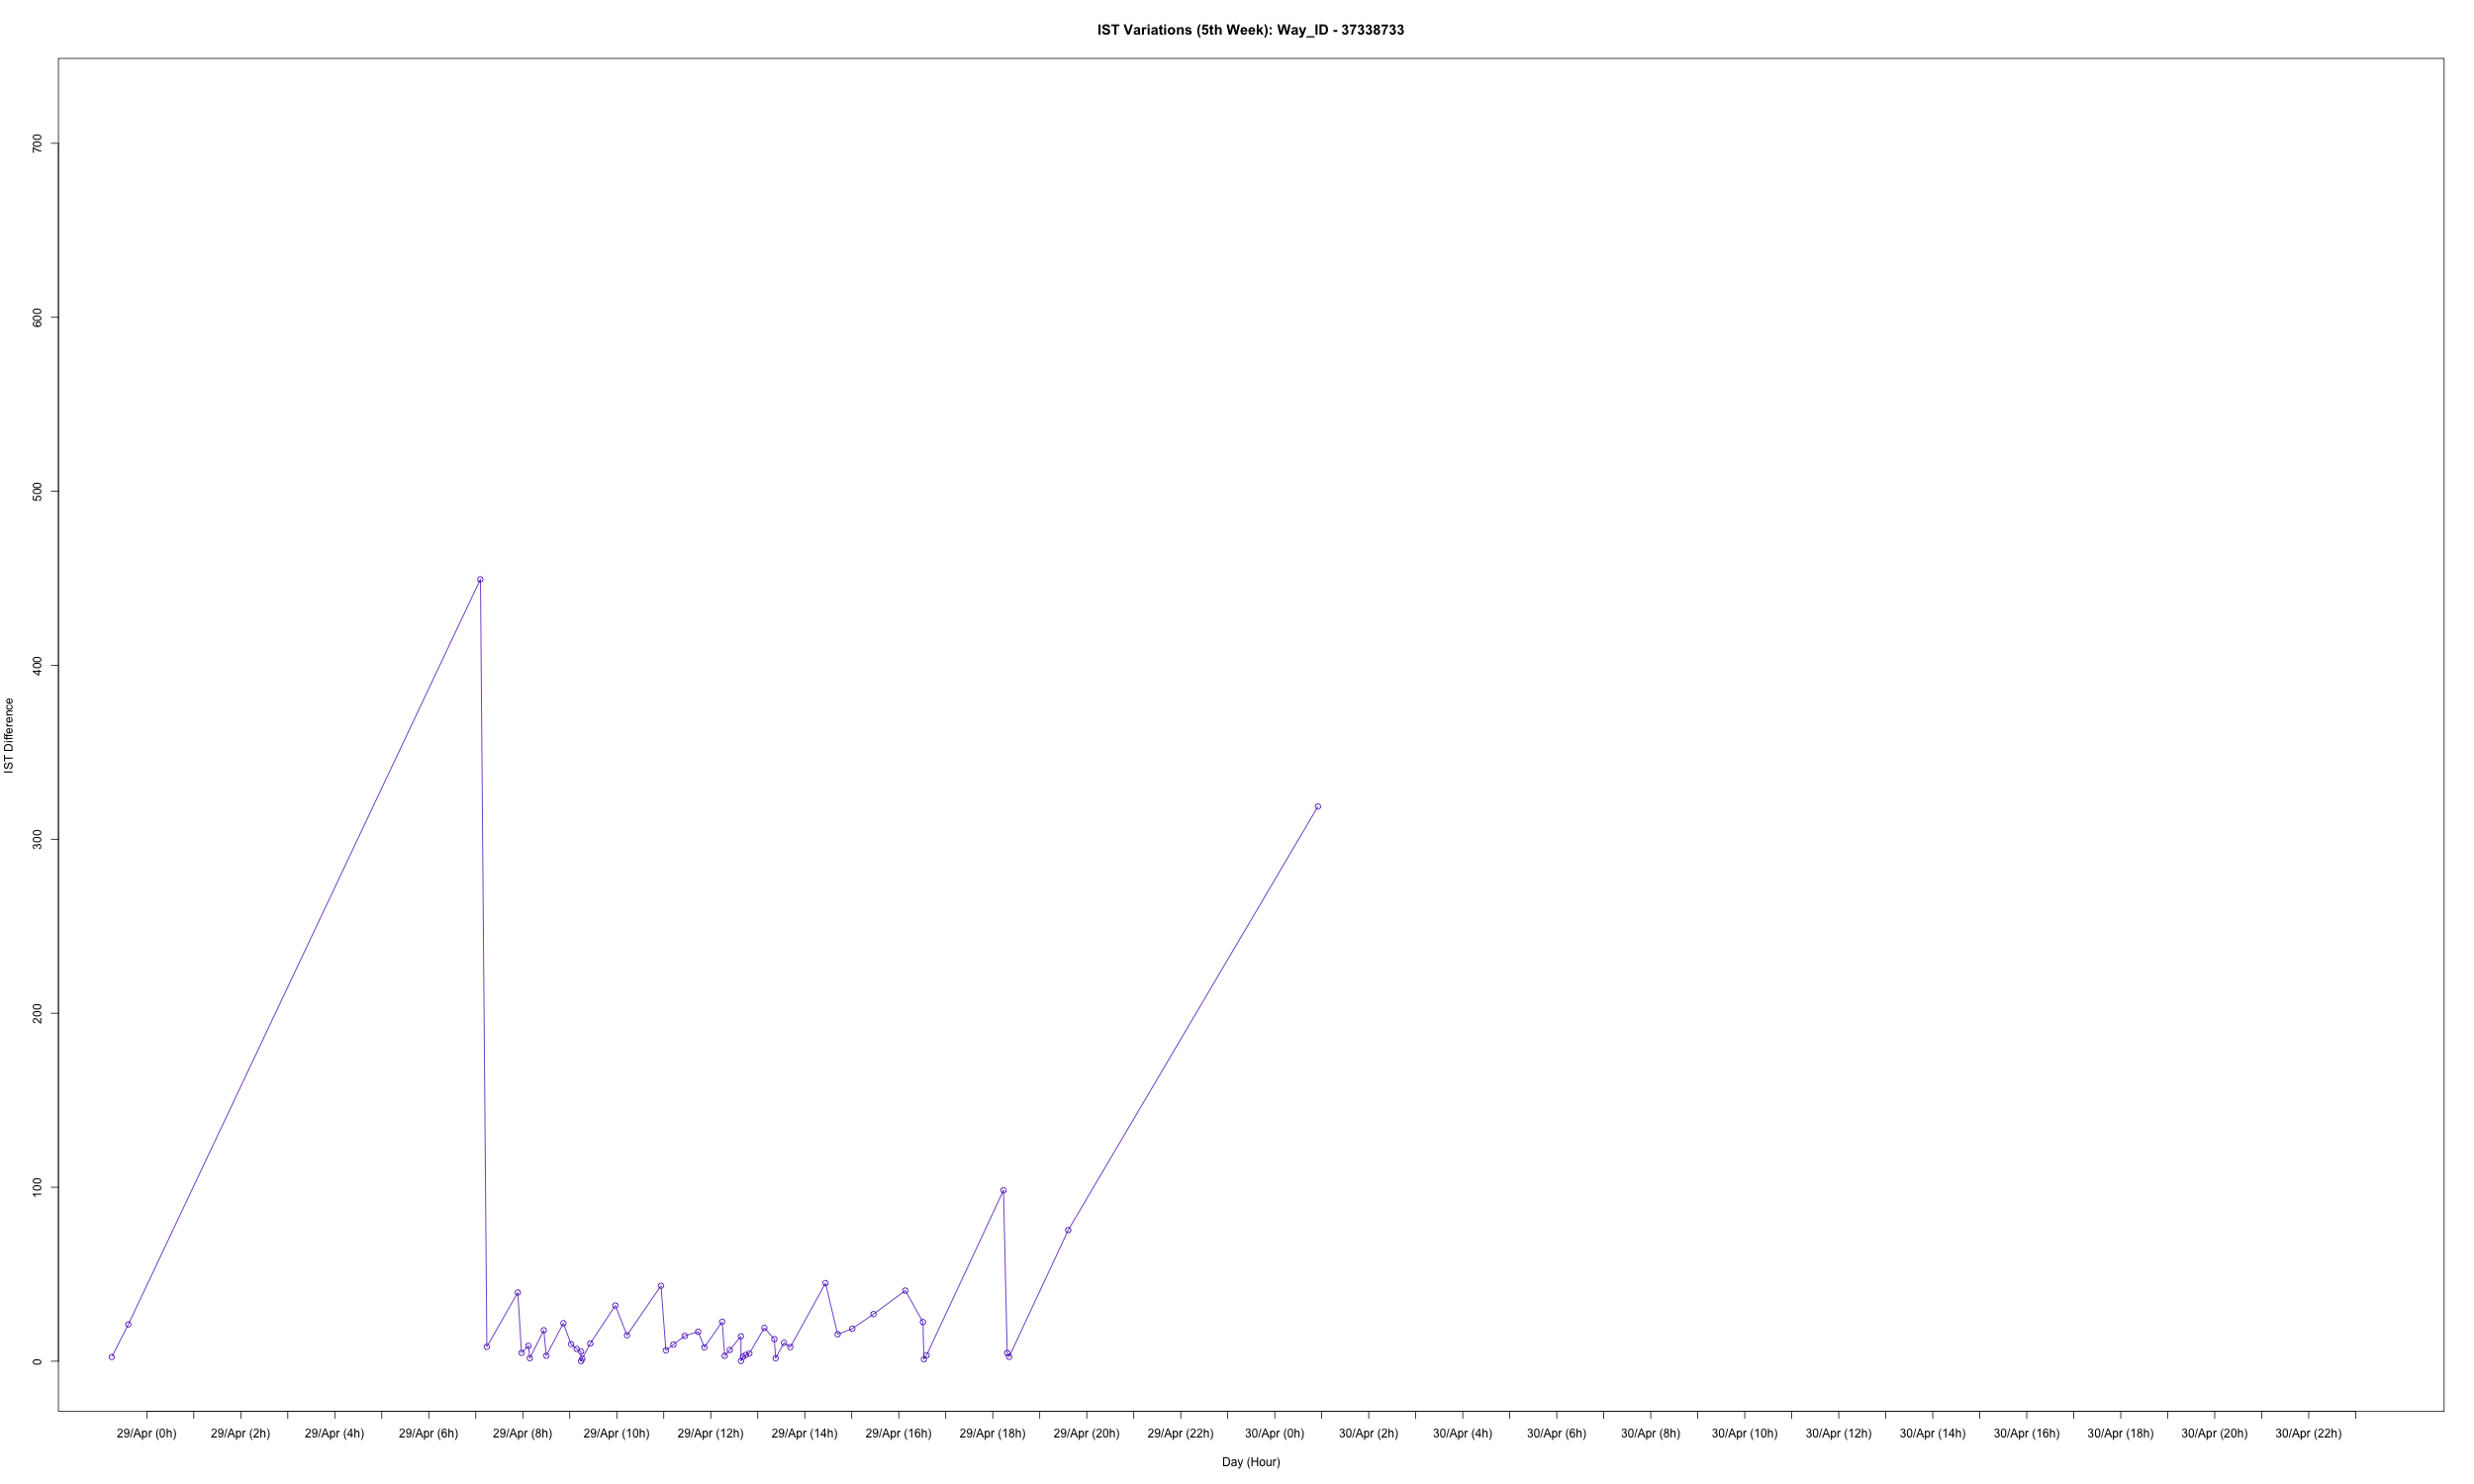 IST Variations (5th Week): Way_ID - 37338733
700
600
500
400
300
200
100
0
IST Difference
29/Apr (0h) 29/Apr (2h) 29/Apr (4h) 29/Apr (6h) 29/Apr (8h) 29/Apr (10h) 29/Apr (12h) 29/Apr (14h) 29/Apr (16h) 29/Apr (18h) 29/Apr (20h) 29/Apr (22h) 30/Apr (0h) 30/Apr (2h) 30/Apr (4h) 30/Apr (6h) 30/Apr (8h) 30/Apr (10h) 30/Apr (12h) 30/Apr (14h) 30/Apr (16h) 30/Apr (18h) 30/Apr (20h) 30/Apr (22h)
Day (Hour)